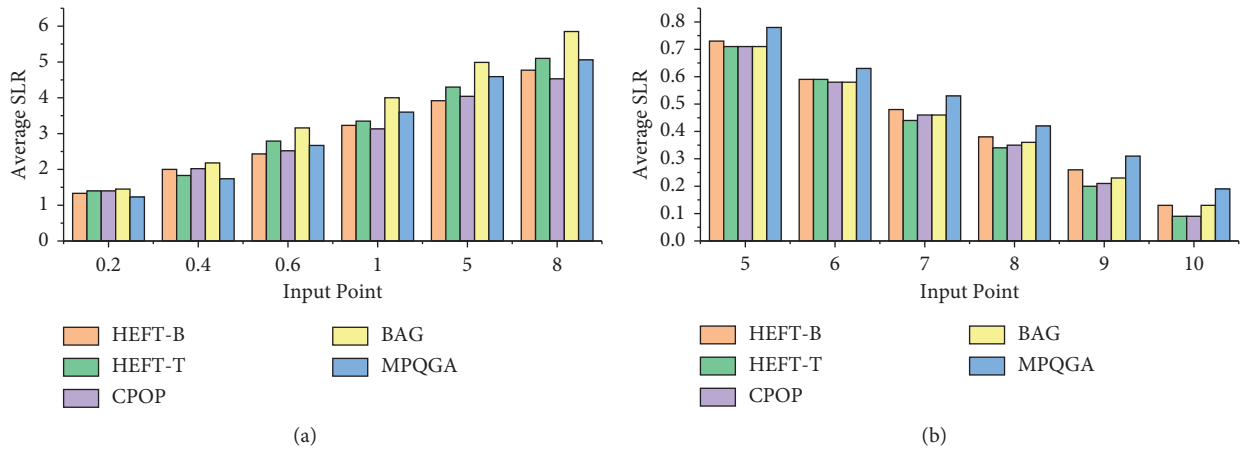 Average SLR
6
5
4
3
2
1
0
0.2 0.4 0.6 1 5 8
Input Point
HEFT-B
HEFT-T
CPOP
BAG
MPQGA
(a)
Average SLR
0.8
0.7
0.6
0.5
0.4
0.3
0.2
0.1
0.0
5 6 7 8 9 10
Input Point
HEFT-B
HEFT-T
CPOP
BAG
MPQGA
(b)